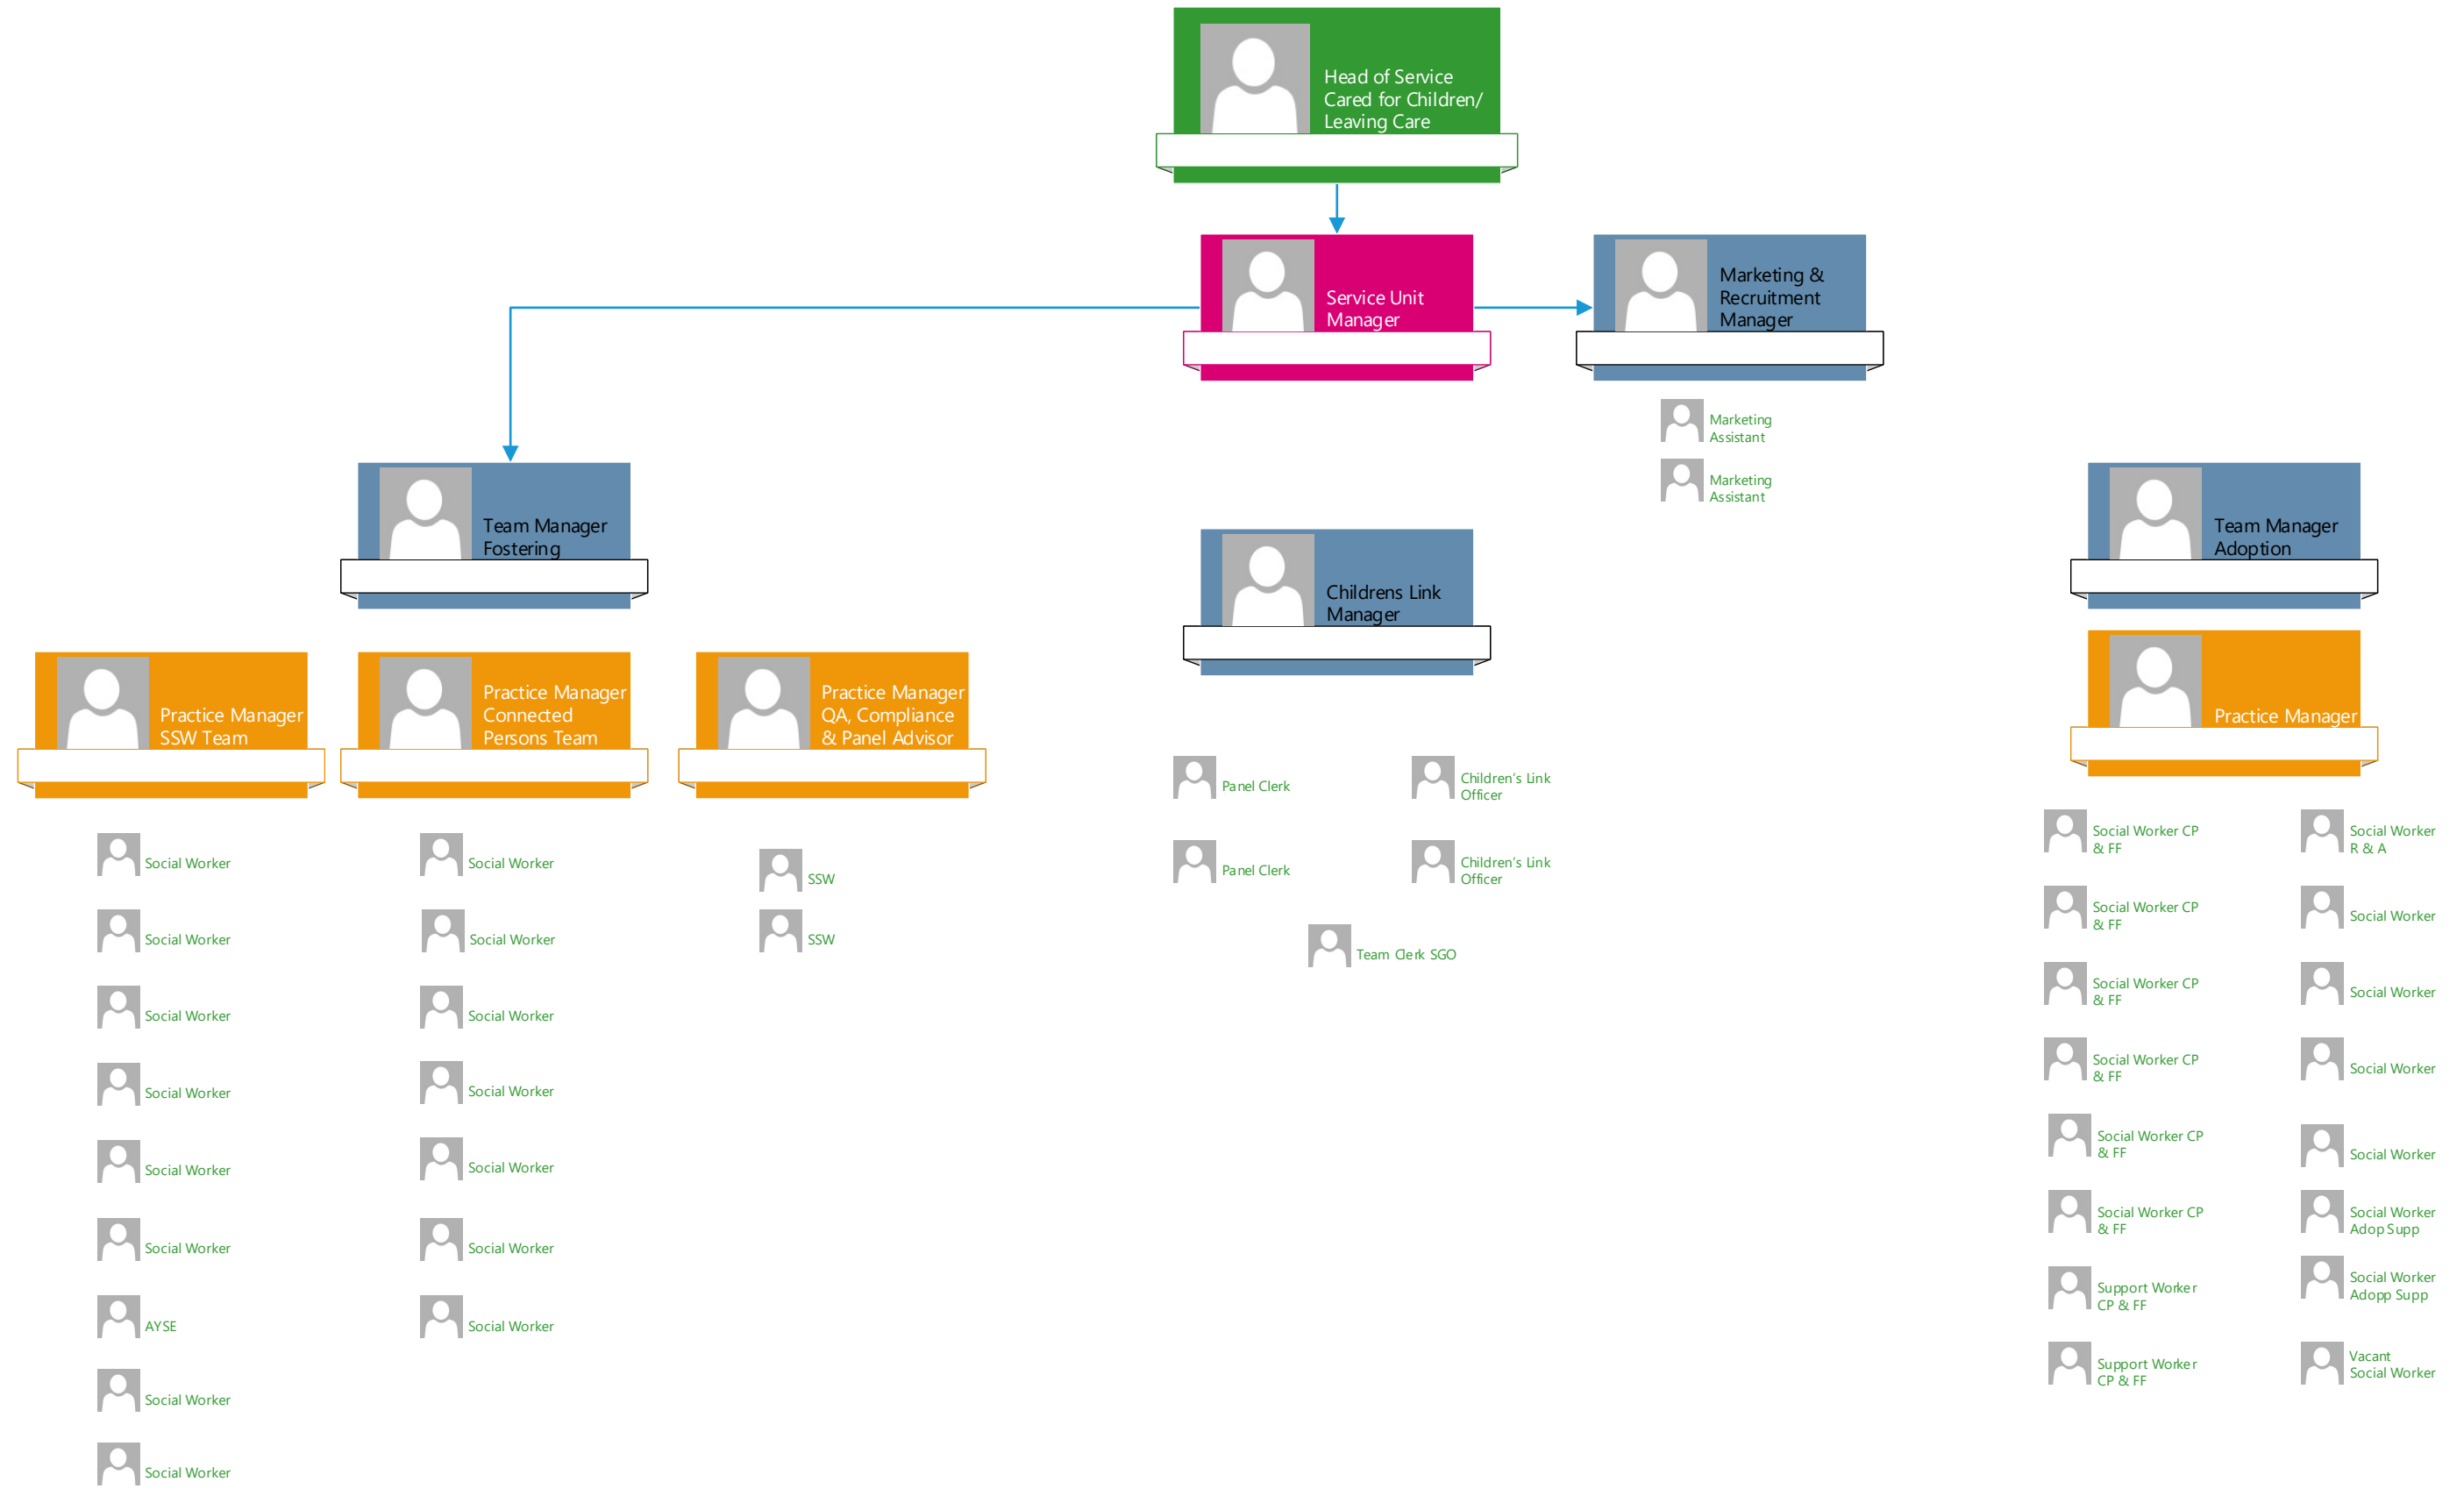 Head of Service
Cared for Children/
Leaving Care
Service Unit
Manager
Marketing &
Recruitment
Manager
Marketing
Assistant
Marketing
Assistant
Team Manager
Fostering
Childrens Link
Manager
Team Manager
Adoption
Practice Manager
SSW Team
Practice Manager
Connected
Persons Team
Practice Manager
QA, Compliance
& Panel Advisor
Practice Manager
Social Worker
Social Worker
Social Worker
Social Worker
Social Worker
Social Worker
AYSE
Social Worker
Social Worker
Social Worker
Social Worker
Social Worker
Social Worker
Social Worker
Social Worker
Social Worker
SSW
SSW
Panel Clerk
Children's Link
Officer
Panel Clerk
Children's Link
Officer
Team Clerk SGO
Social Worker CP
& FF
Social Worker CP
& FF
Social Worker CP
& FF
Social Worker CP
& FF
Social Worker CP
& FF
Social Worker CP
& FF
Support Worker
CP & FF
Support Worker
CP & FF
Social Worker
R & A
Social Worker
Social Worker
Social Worker
Social Worker
Social Worker
Adop Supp
Social Worker
Adopp Supp
Vacant
Social Worker